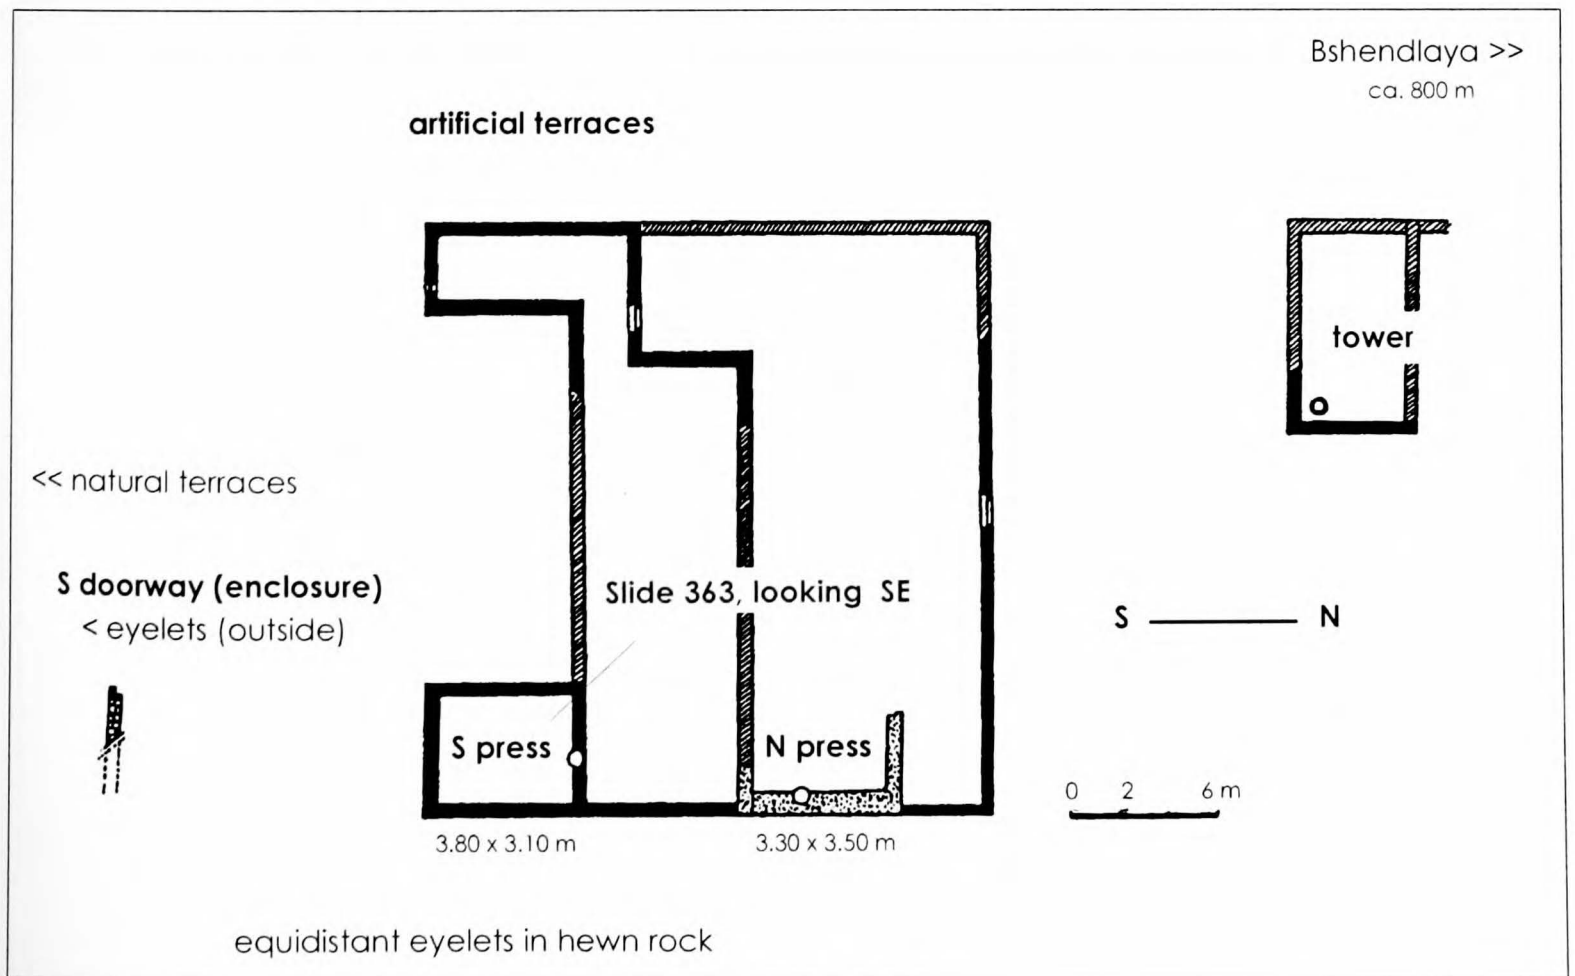 Bshendlaya >>
ca. 800 m
artificial terraces
tower
<< natural terraces
S doorway (enclosure)
< eyelets (outside)
Slide 363, looking SE
S N
S press
N press
0 2 6 m
3.80 x 3.10 m
3.30 x 3.50 m
equidistant eyelets in hewn rock